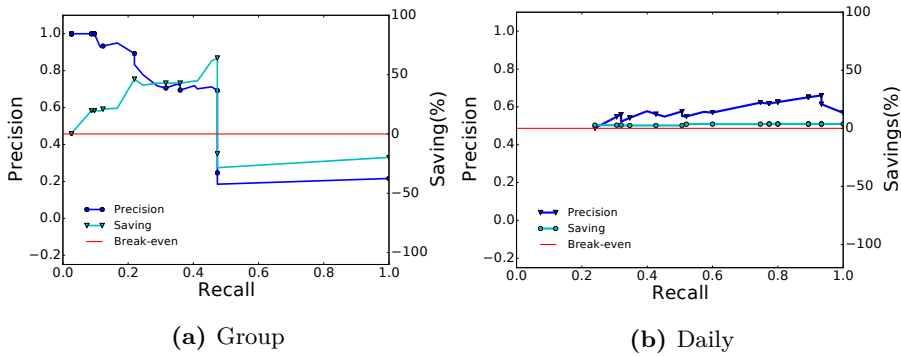 100
1.0
0.8
50
0.6
0
0.4
0.2
−50
0.0
−0.2
−100
0.0 0.2 0.4 0.6 0.8 1.0
Precision
Saving(%)
Recall
Precision
Saving
Break-even
(a) Group
100
1.0
0.8
50
0.6
0
0.4
0.2
−50
0.0
−0.2
−100
0.0 0.2 0.4 0.6 0.8 1.0
Precision
Savings(%)
Recall
Precision
Saving
Break-even
(b) Daily